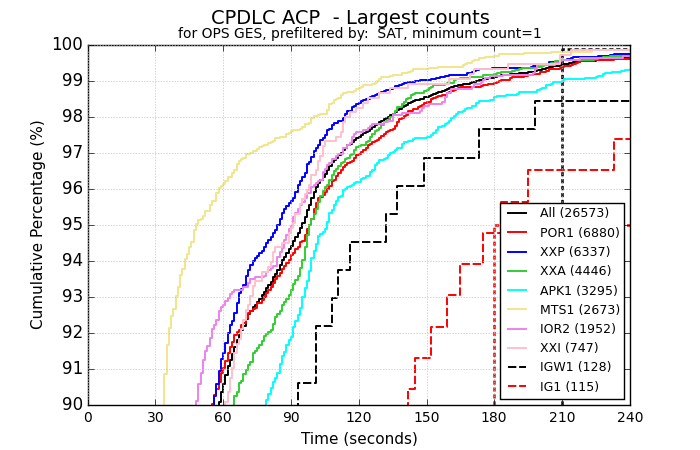 CPDLC ACP  - Largest counts
for OPS GES, prefiltered by:  SAT, minimum count=1
Cumulative Percentage (%)
100
99
98
97
96
95
94
93
92
91
90
All (26573)
POR1 (6880)
XXP (6337)
XXA (4446)
APK1 (3295)
MTS1 (2673)
IOR2 (1952)
XXI (747)
IGW1 (128)
IG1 (115)
0 30 60 90 120 150 180 210 240
Time (seconds)